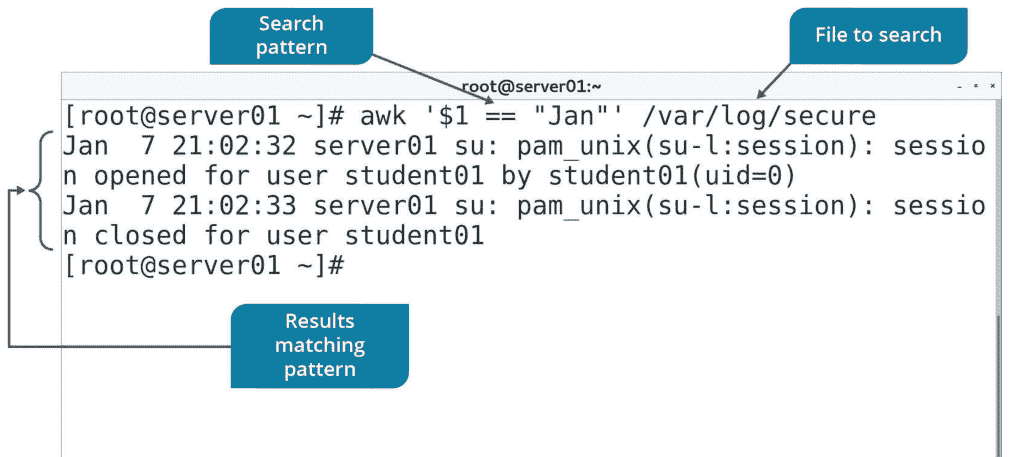 Search
pattern
File to search
root@server01:~
[root@server01 ~]# awk '$1 == "Jan"' /var/log/secure
Jan  7 21:02:32 server01 su: pam_unix(su-l:session): sessio
n opened for user student01 by student01(uid=0)
Jan  7 21:02:33 server01 su: pam_unix(su-l:session): sessio
n closed for user student01
[root@server01 ~]#
Results
matching
pattern